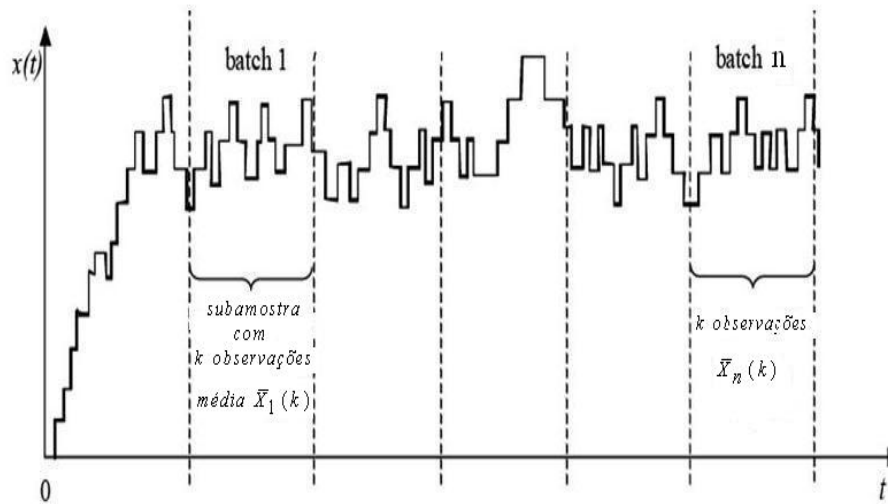 x(t)
batch 1
batch n
subamostra
com
k observações
média X̄₁(k)
k observações
X̄ₙ(k)
0
t